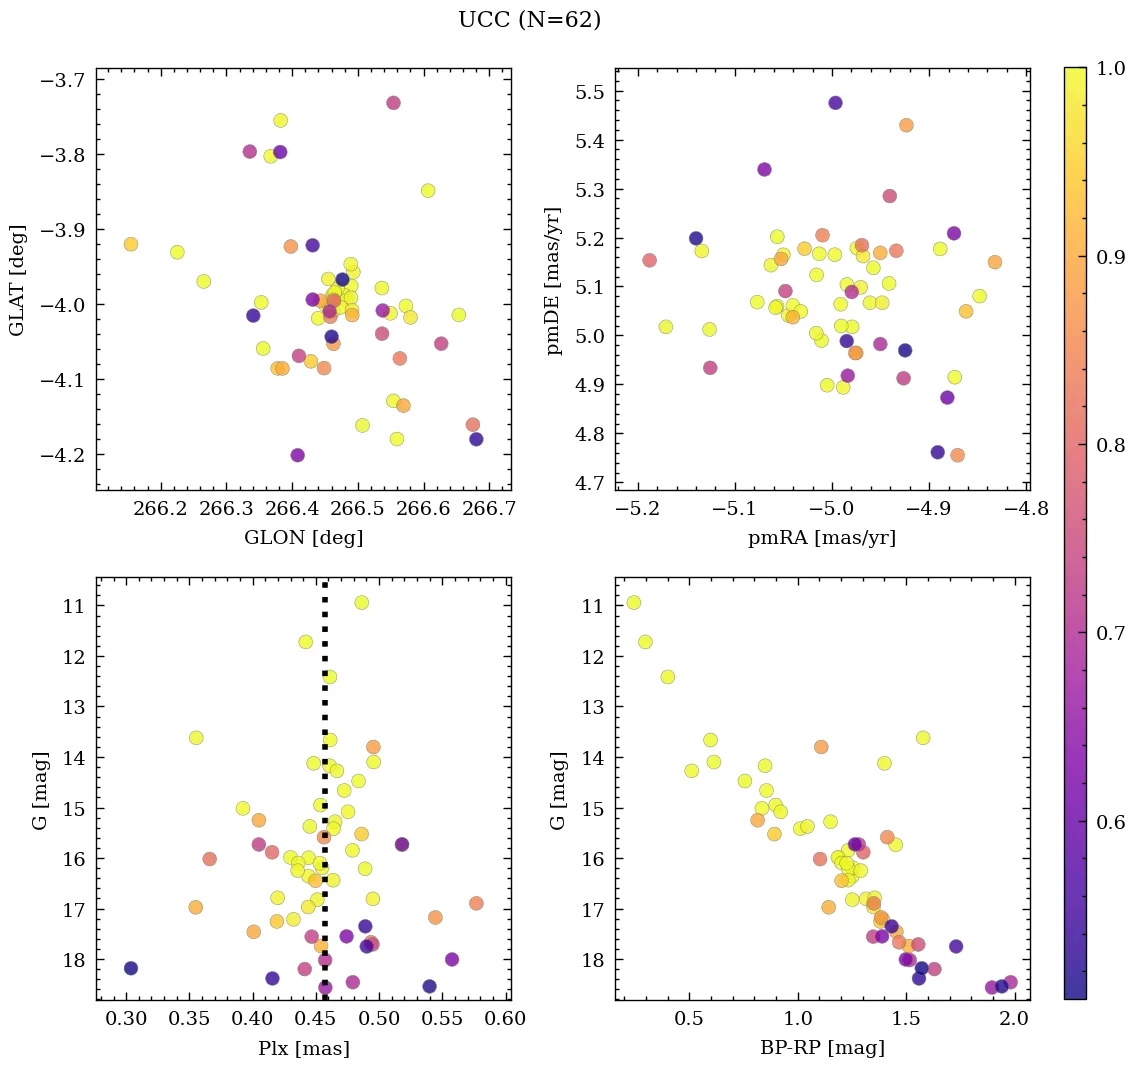 UCC (N=62)
−3.7
−3.8
−3.9
−4.0
−4.1
−4.2
GLAT [deg]
266.2 266.3 266.4 266.5 266.6 266.7
GLON [deg]
5.5
5.4
5.3
5.2
5.1
5.0
4.9
4.8
4.7
pmDE [mas/yr]
−5.2 −5.1 −5.0 −4.9 −4.8
pmRA [mas/yr]
1.0
0.9
0.8
0.7
0.6
11
12
13
14
15
16
17
18
G [mag]
0.30 0.35 0.40 0.45 0.50 0.55 0.60
Plx [mas]
11
12
13
14
15
16
17
18
G [mag]
0.5 1.0 1.5 2.0
BP-RP [mag]